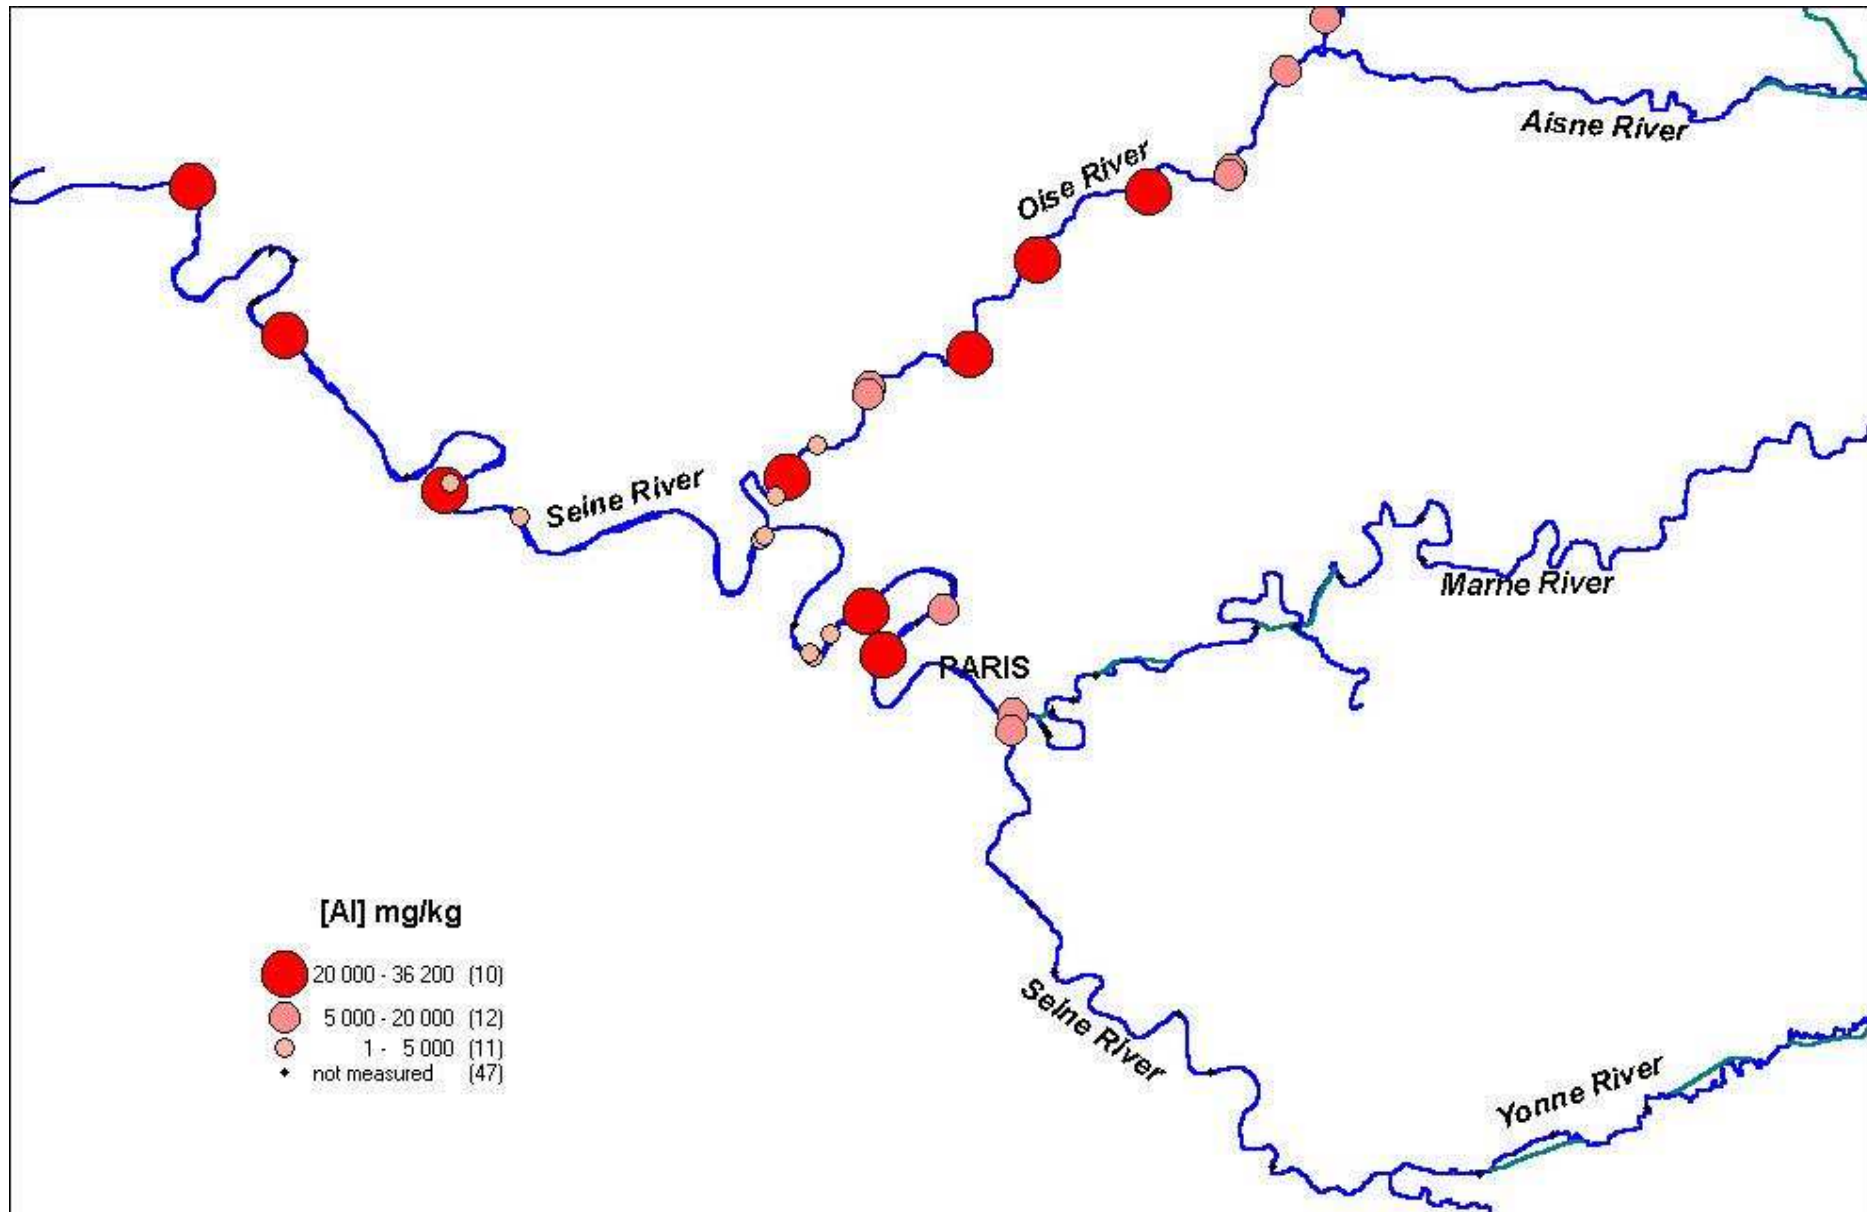 Aisne River
Oise River
Seine River
Marne River
PARIS
[Al] mg/kg
20 000 - 36 200 (10)
5 000 - 20 000 (12)
1 - 5 000 (11)
not measured (47)
Seine River
Yonne River